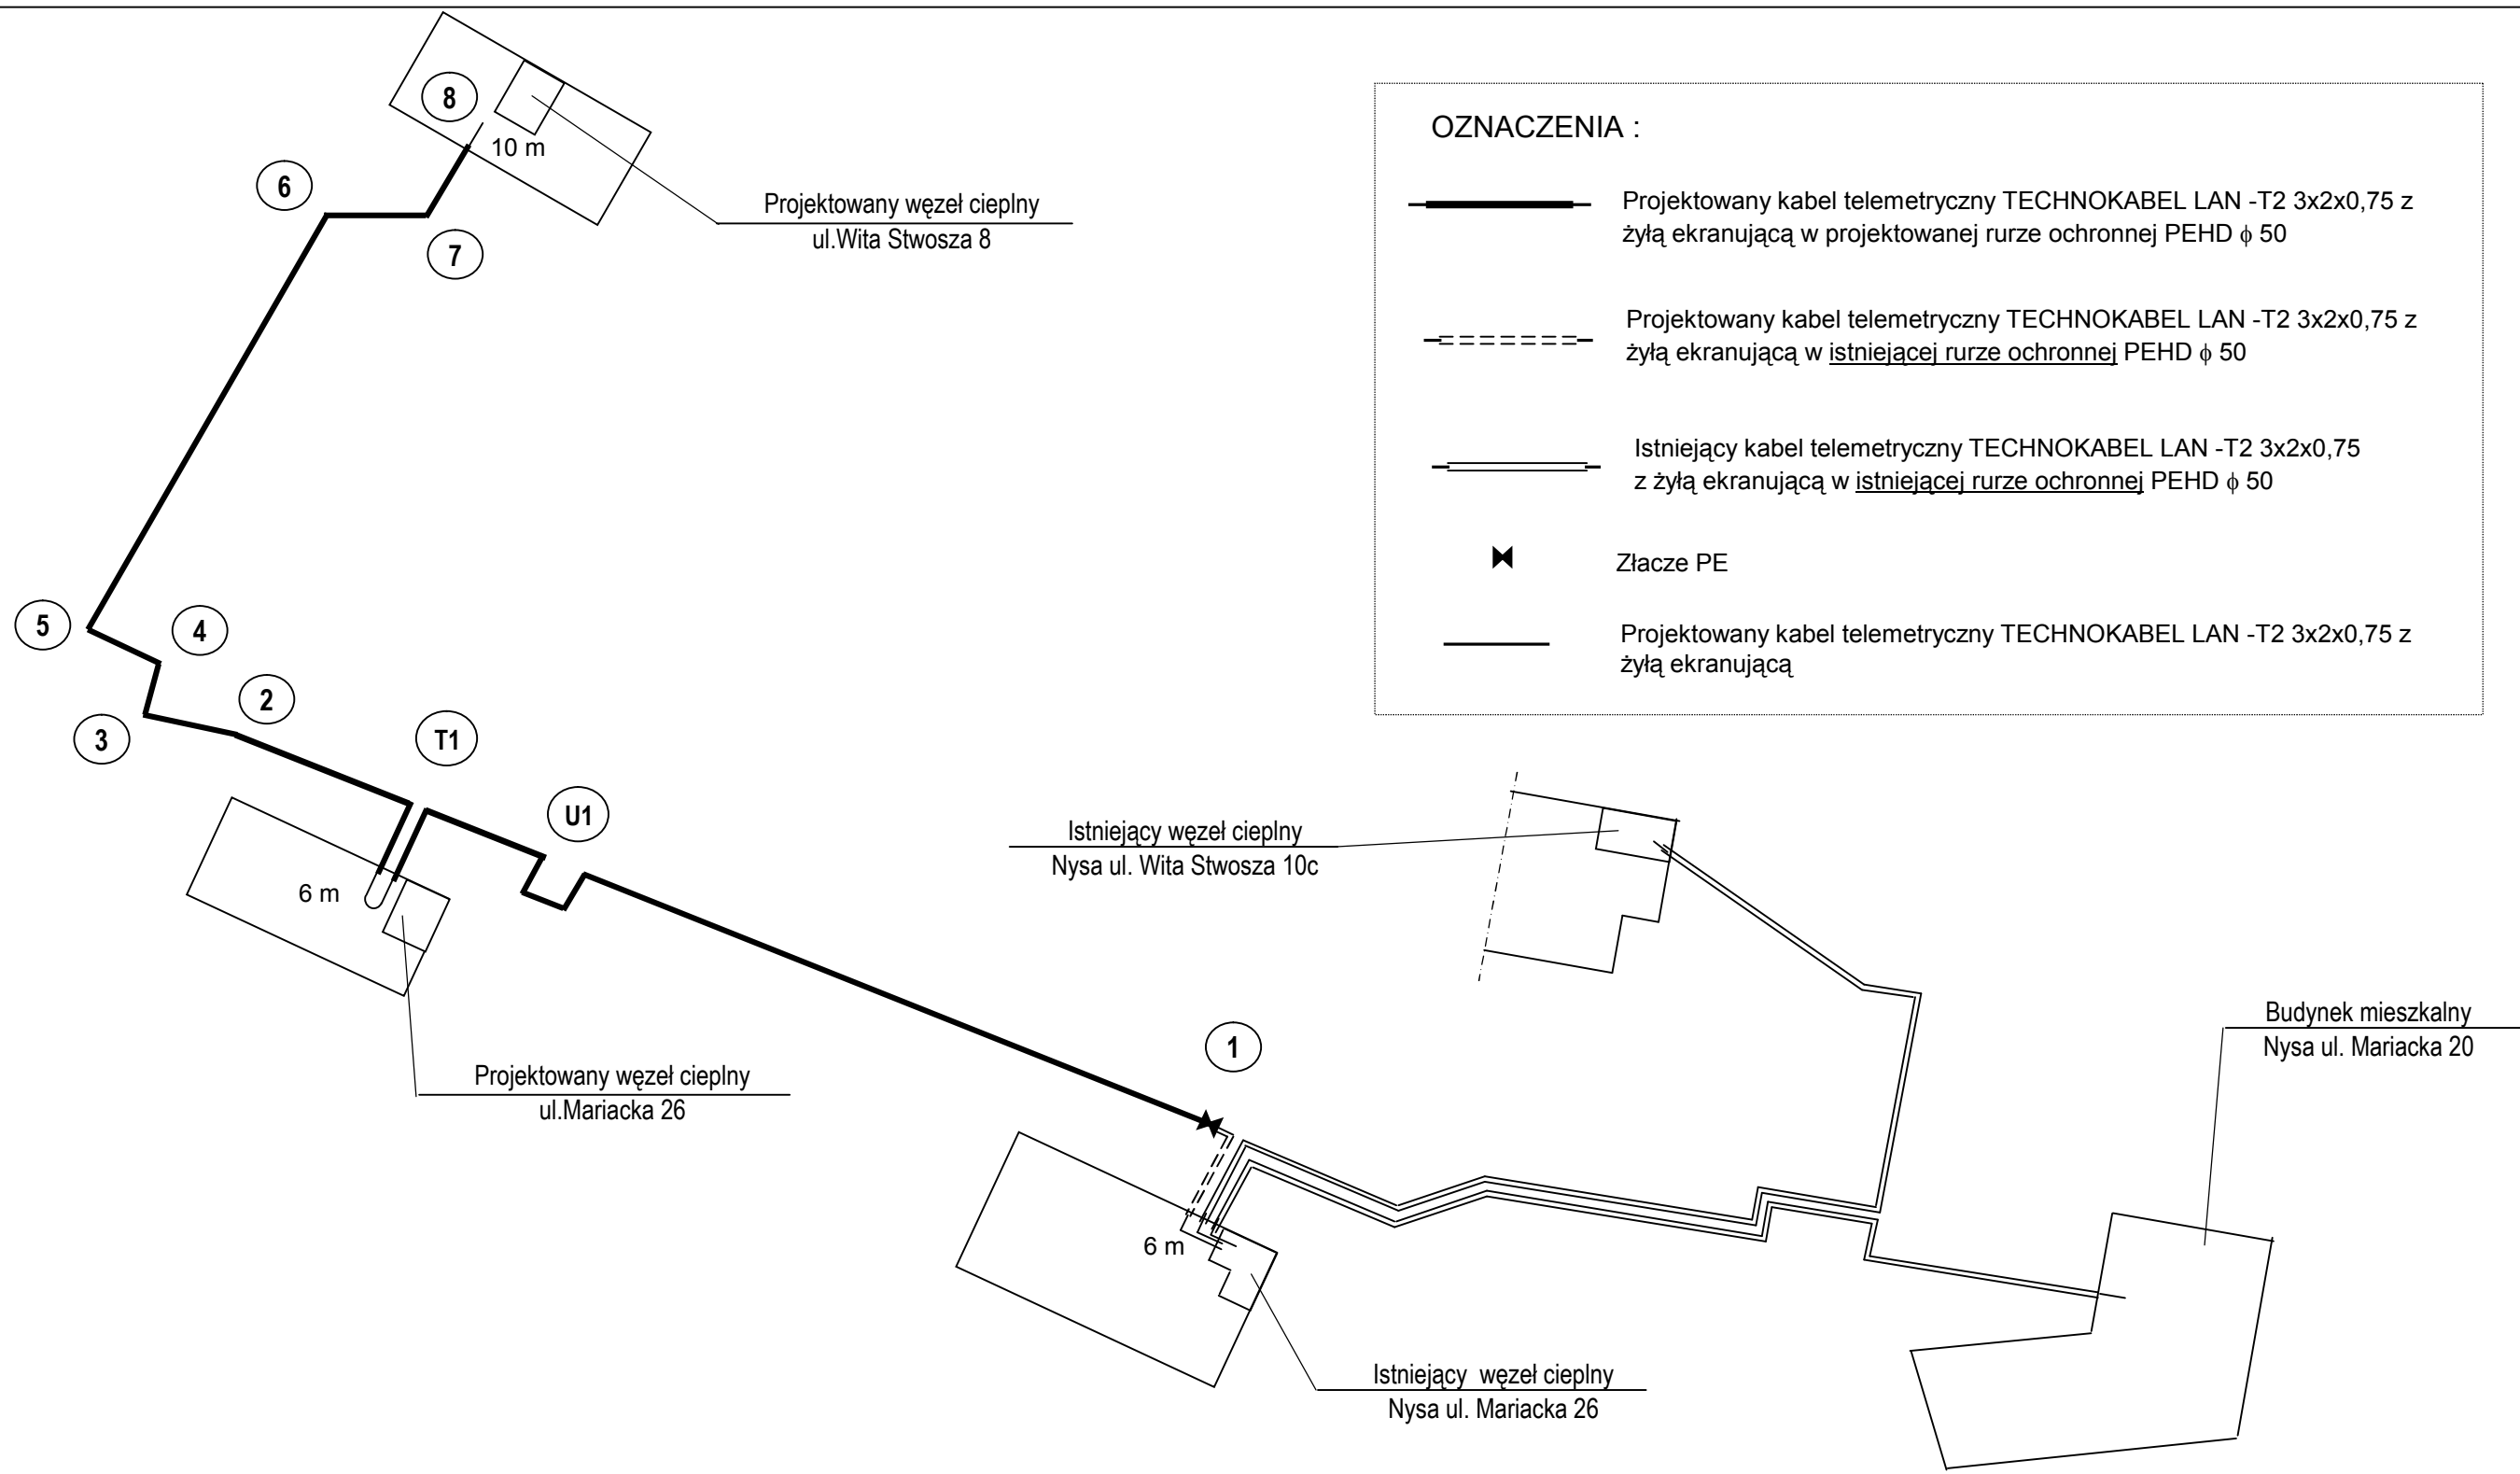 8
10 m
6
Projektowany węzeł cieplny
ul.Wita Stwosza 8
7
OZNACZENIA :
Projektowany kabel telemetryczny TECHNOKABEL LAN -T2 3x2x0,75 z
żyłą ekranującą w projektowanej rurze ochronnej PEHD ϕ 50
Projektowany kabel telemetryczny TECHNOKABEL LAN -T2 3x2x0,75 z
żyłą ekranującą w istniejącej rurze ochronnej PEHD ϕ 50
Istniejący kabel telemetryczny TECHNOKABEL LAN -T2 3x2x0,75
z żyłą ekranującą w istniejącej rurze ochronnej PEHD ϕ 50
Złacze PE
Projektowany kabel telemetryczny TECHNOKABEL LAN -T2 3x2x0,75 z
żyłą ekranującą
5
4
2
3
T1
U1
6 m
Projektowany węzeł cieplny
ul.Mariacka 26
Istniejący węzeł cieplny
Nysa ul. Wita Stwosza 10c
1
Budynek mieszkalny
Nysa ul. Mariacka 20
6 m
Istniejący węzeł cieplny
Nysa ul. Mariacka 26